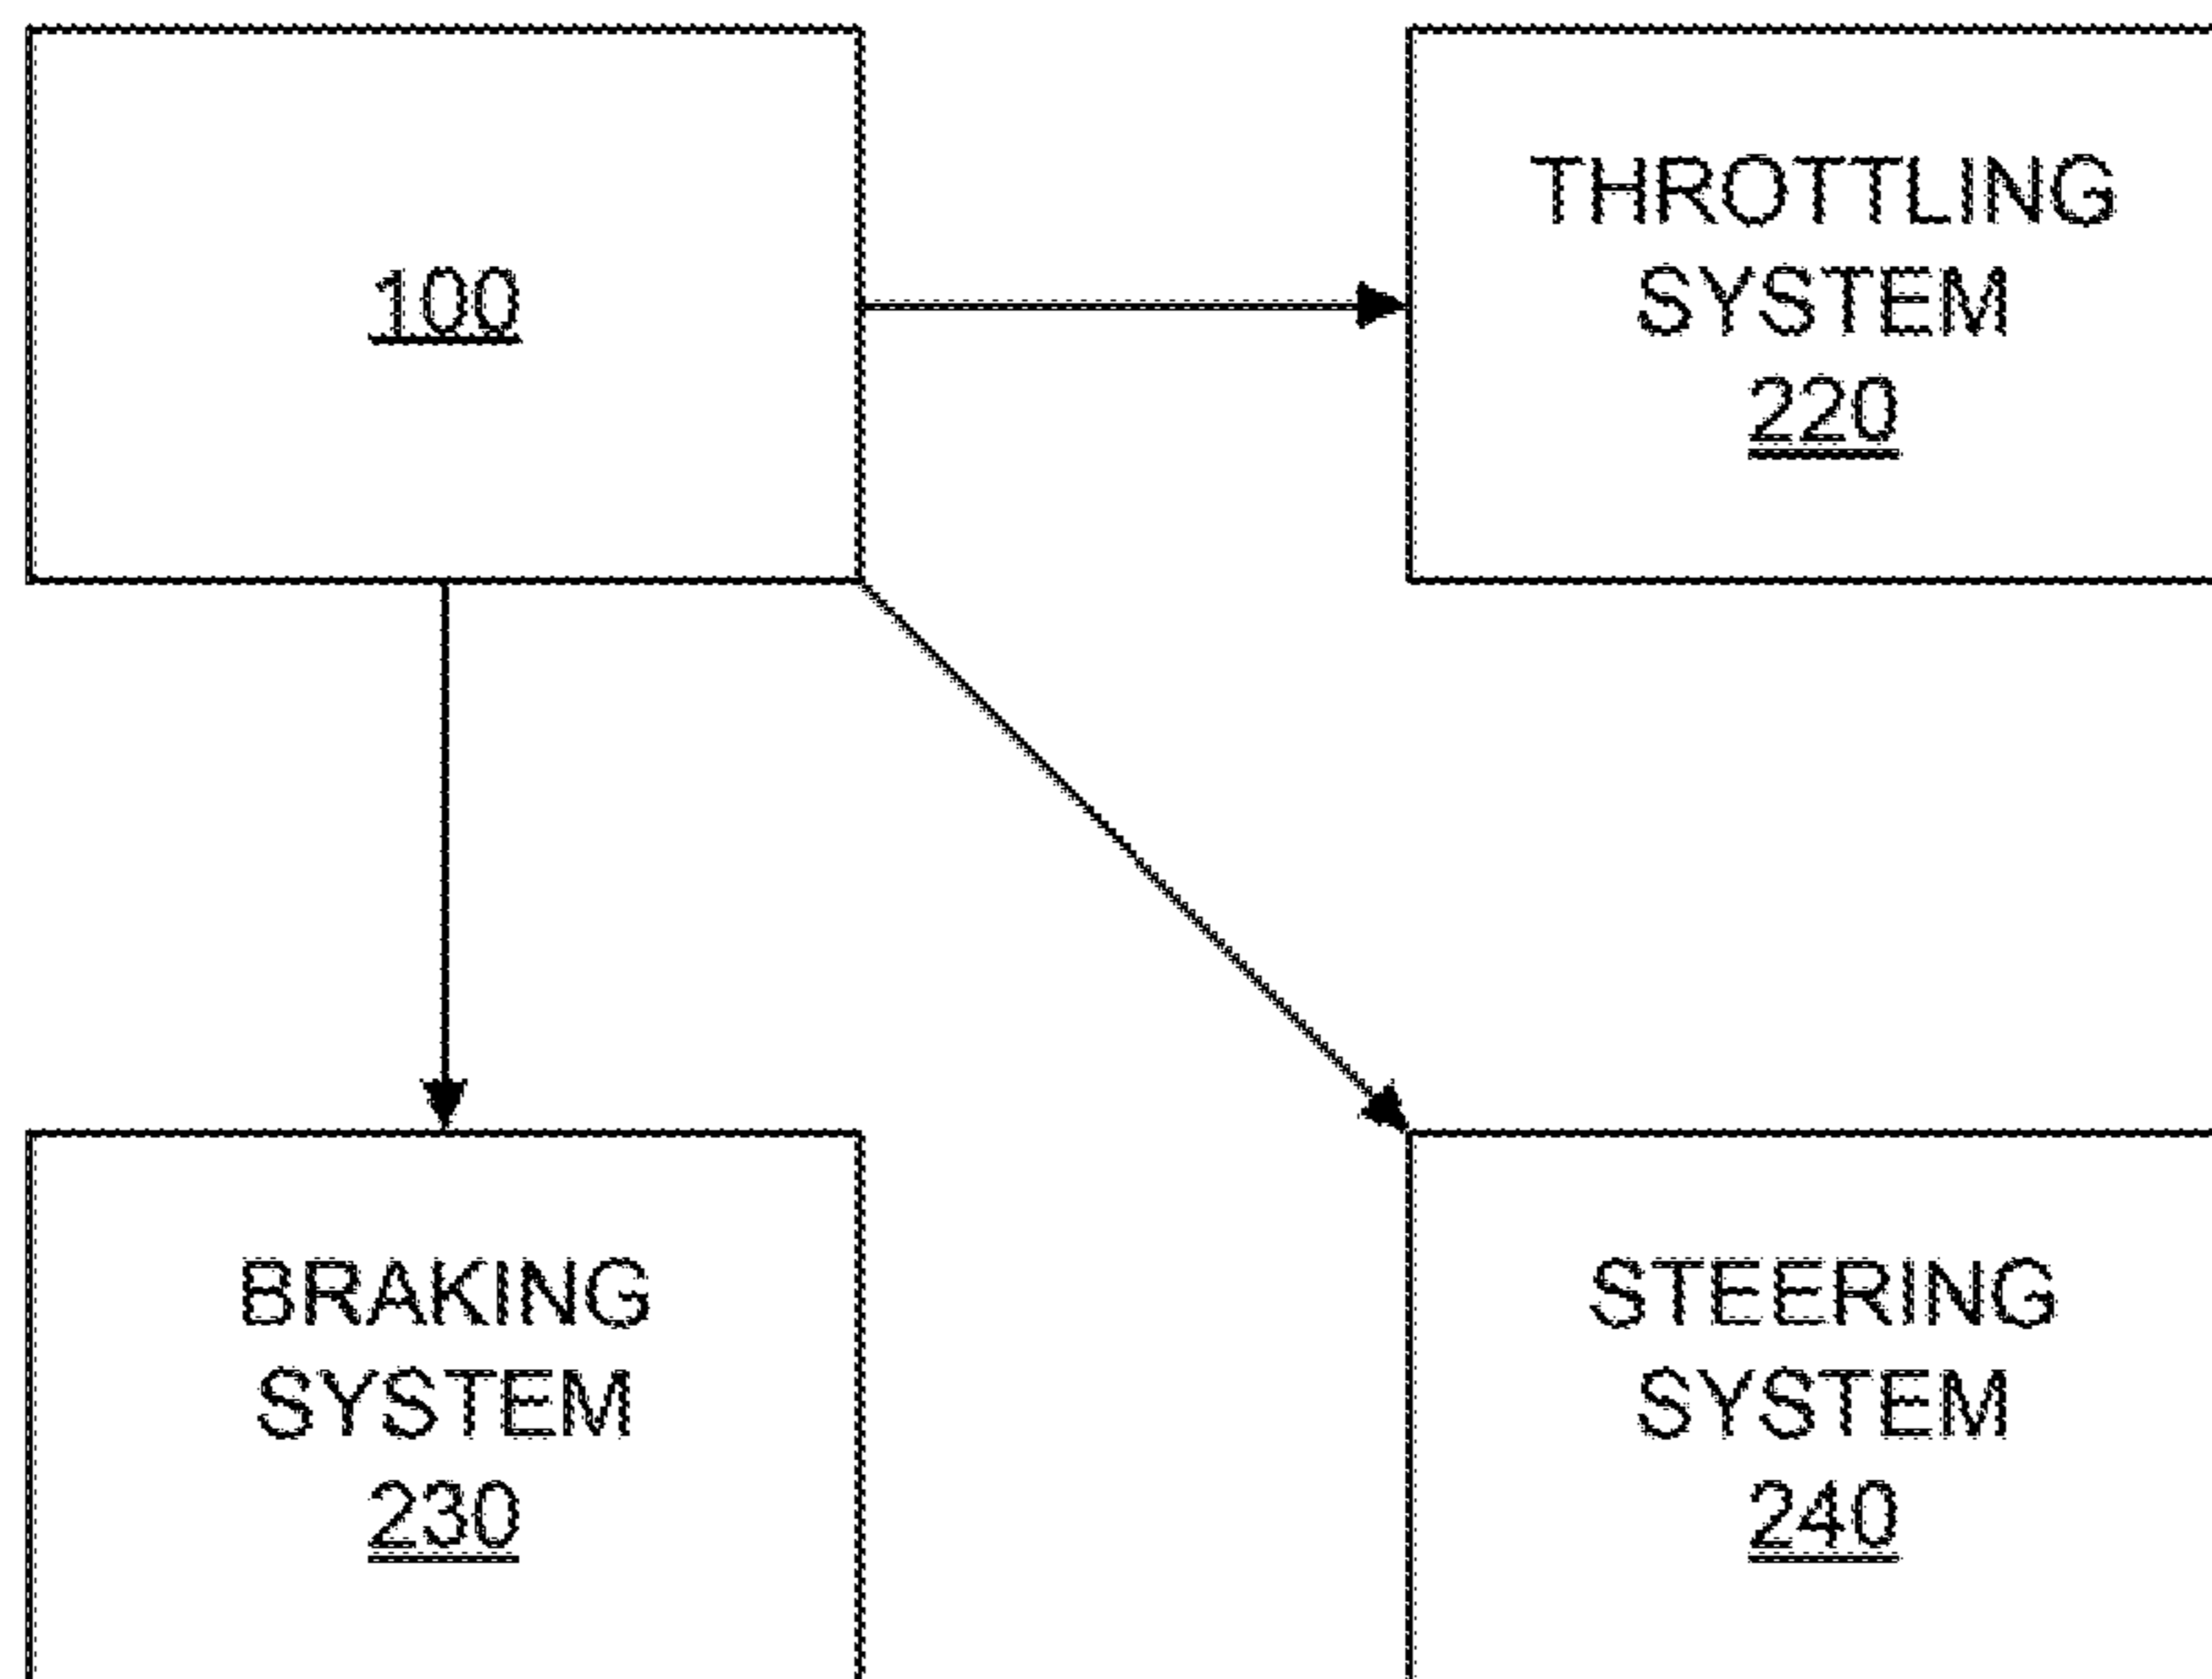 100
THROTTLING
SYSTEM
220
BRAKING
SYSTEM
230
STEERING
SYSTEM
240